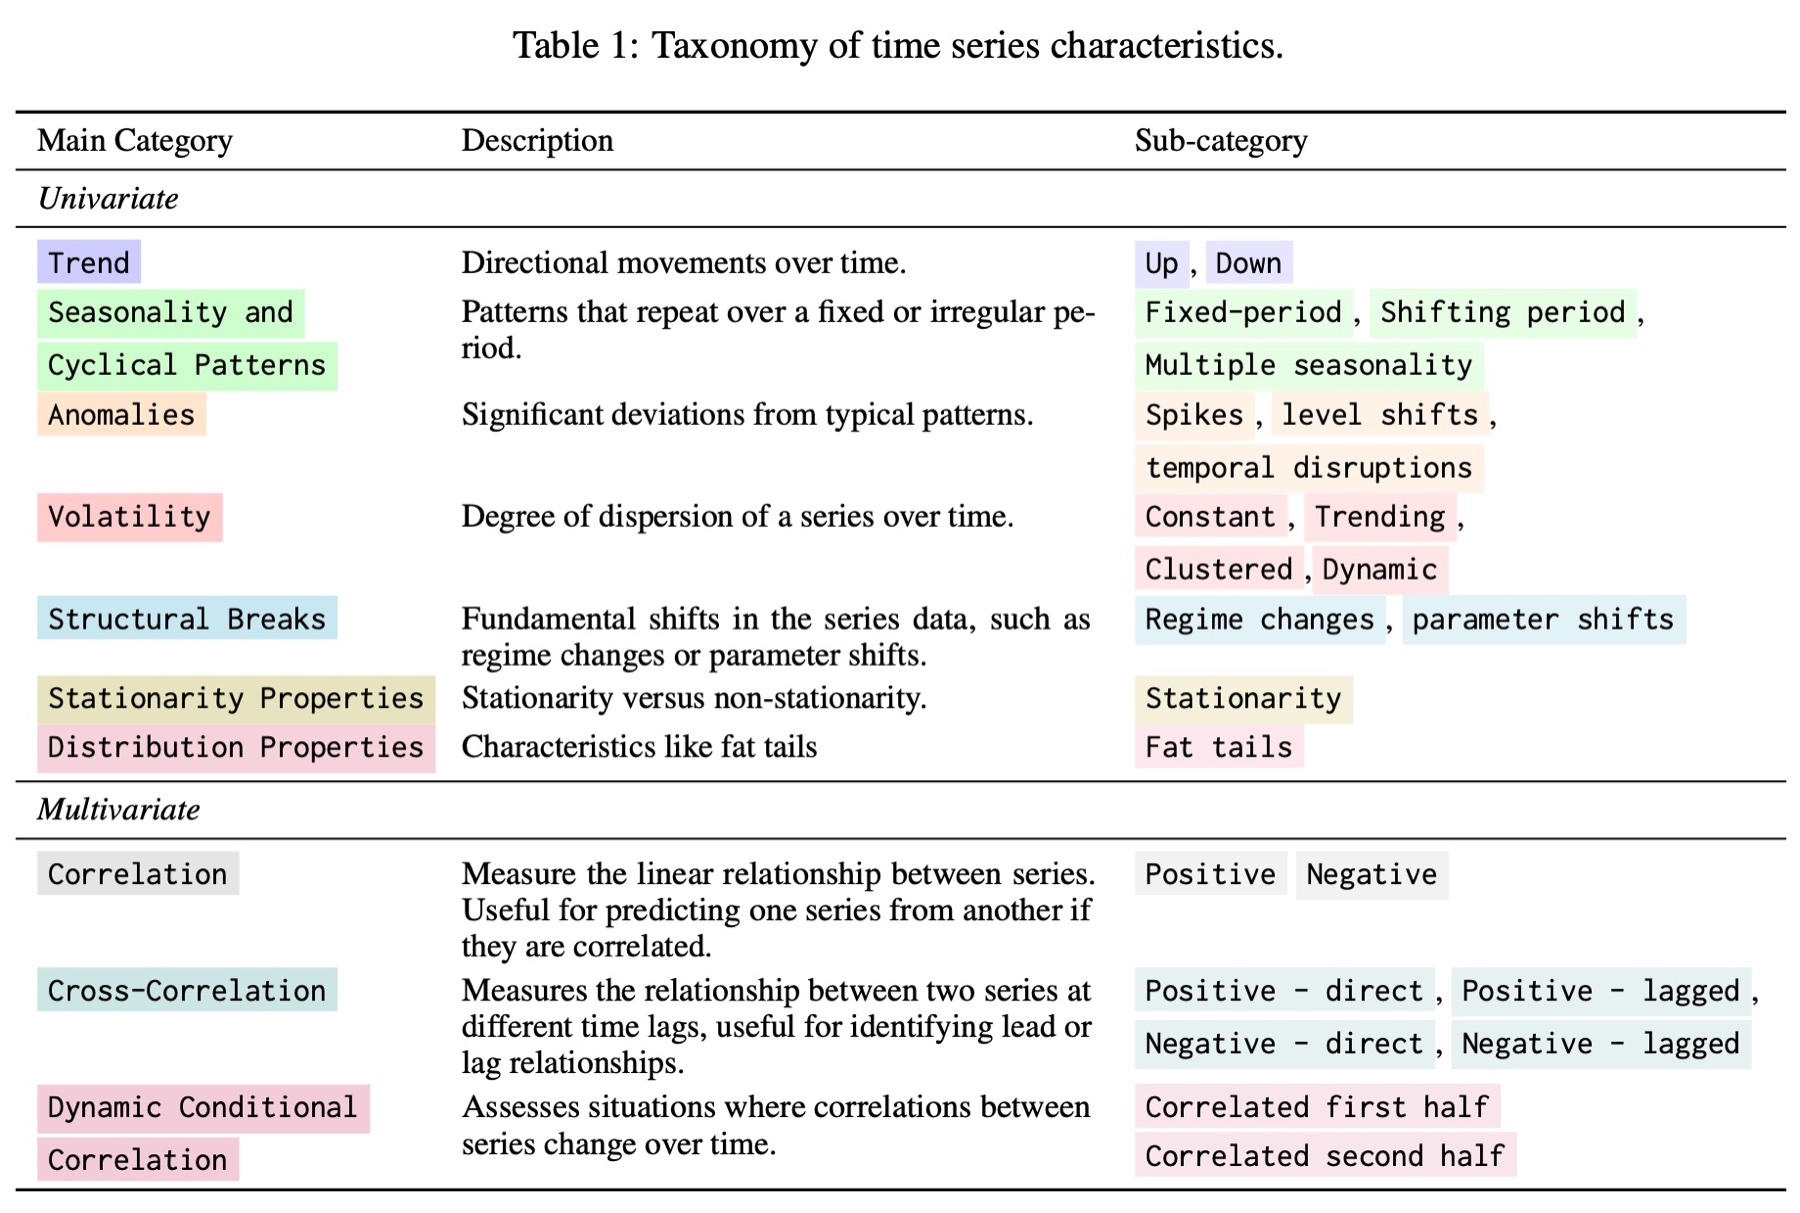 Table 1: Taxonomy of time series characteristics.
Main Category Description Sub-category
Univariate
Trend Directional movements over time. Up , Down
Seasonality and Patterns that repeat over a fixed or irregular pe- Fixed-period , Shifting period ,
riod.
Cyclical Patterns Multiple seasonality
Anomalies Significant deviations from typical patterns. Spikes , level shifts ,
temporal disruptions
Volatility Degree of dispersion of a series over time. Constant , Trending ,
Clustered , Dynamic
Structural Breaks Fundamental shifts in the series data, such as Regime changes , parameter shifts
regime changes or parameter shifts.
Stationarity Properties Stationarity versus non-stationarity. Stationarity
Distribution Properties Characteristics like fat tails Fat tails
Multivariate
Correlation Measure the linear relationship between series. Positive Negative
Useful for predicting one series from another if
they are correlated.
Cross-Correlation Measures the relationship between two series at Positive - direct , Positive - lagged ,
different time lags, useful for identifying lead or Negative - direct , Negative - lagged
lag relationships.
Dynamic Conditional Assesses situations where correlations between Correlated first half
Correlation series change over time. Correlated second half